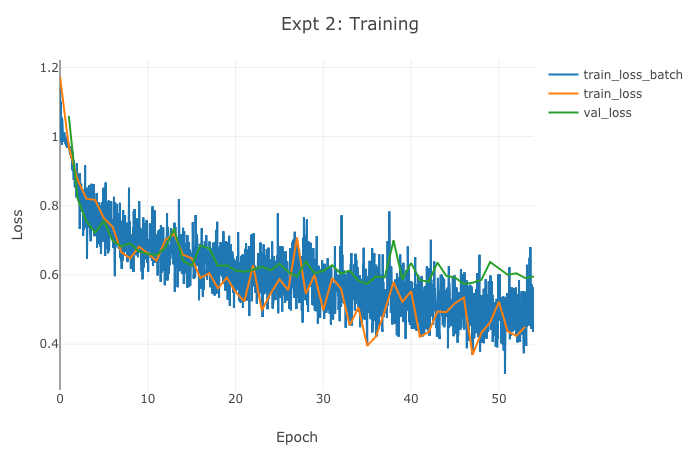 Expt 2: Training
train_loss_batch
train_loss
val_loss
Loss
1.2
1
0.8
0.6
0.4
0
10
20
30
40
50
Epoch